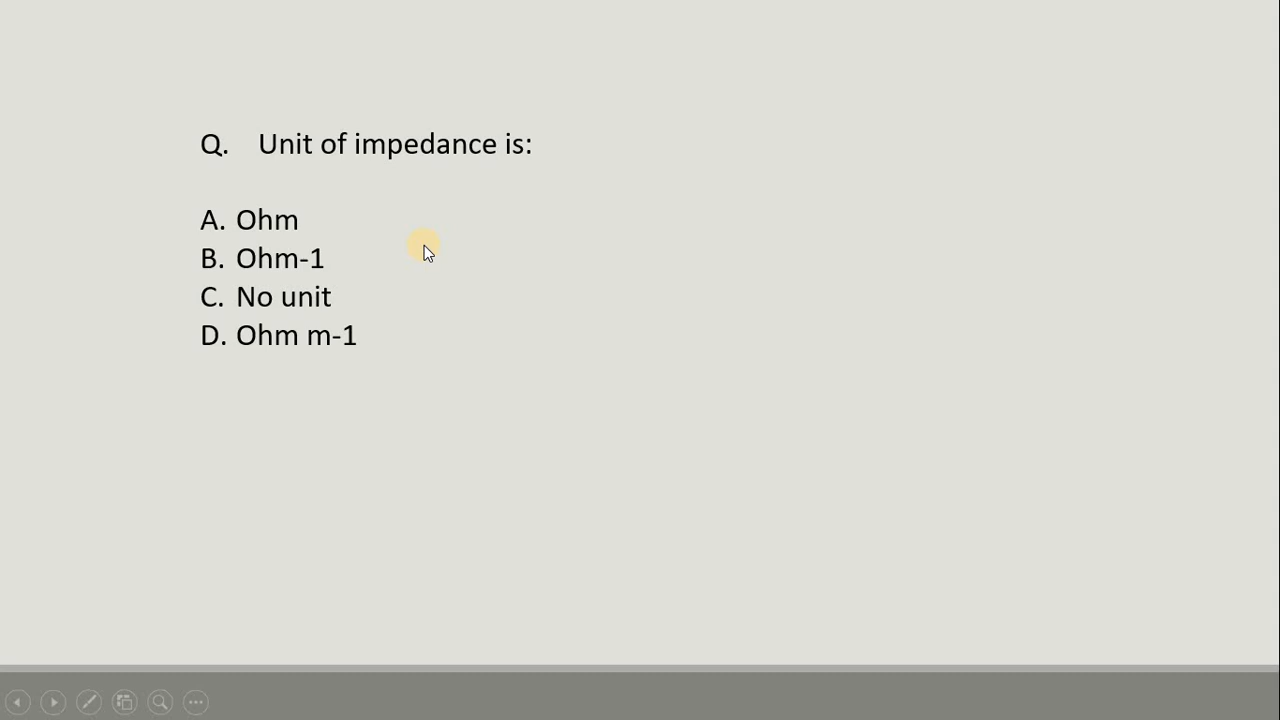 Q. Unit of impedance is:
A. Ohm
B. Ohm-1
C. No unit
D. Ohm m-1